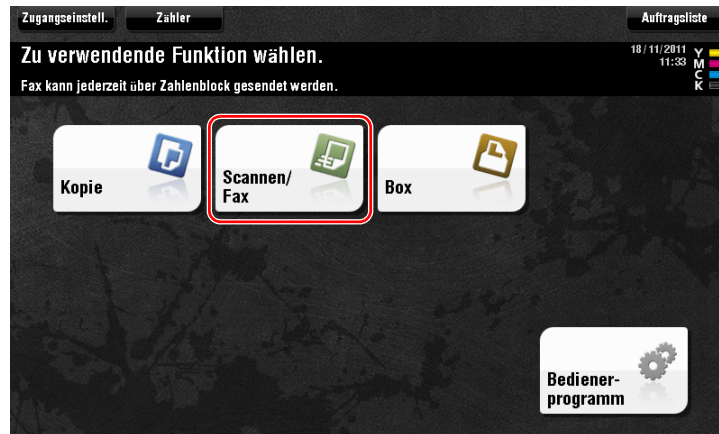 Zugangseinstell. Zähler Auftragsliste
Zu verwendende Funktion wählen.
18/11/2011
11:33
Y
M
C
K
Fax kann jederzeit über Zahlenblock gesendet werden.
Kopie
Scannen/
Fax
Box
Bediener-
programm